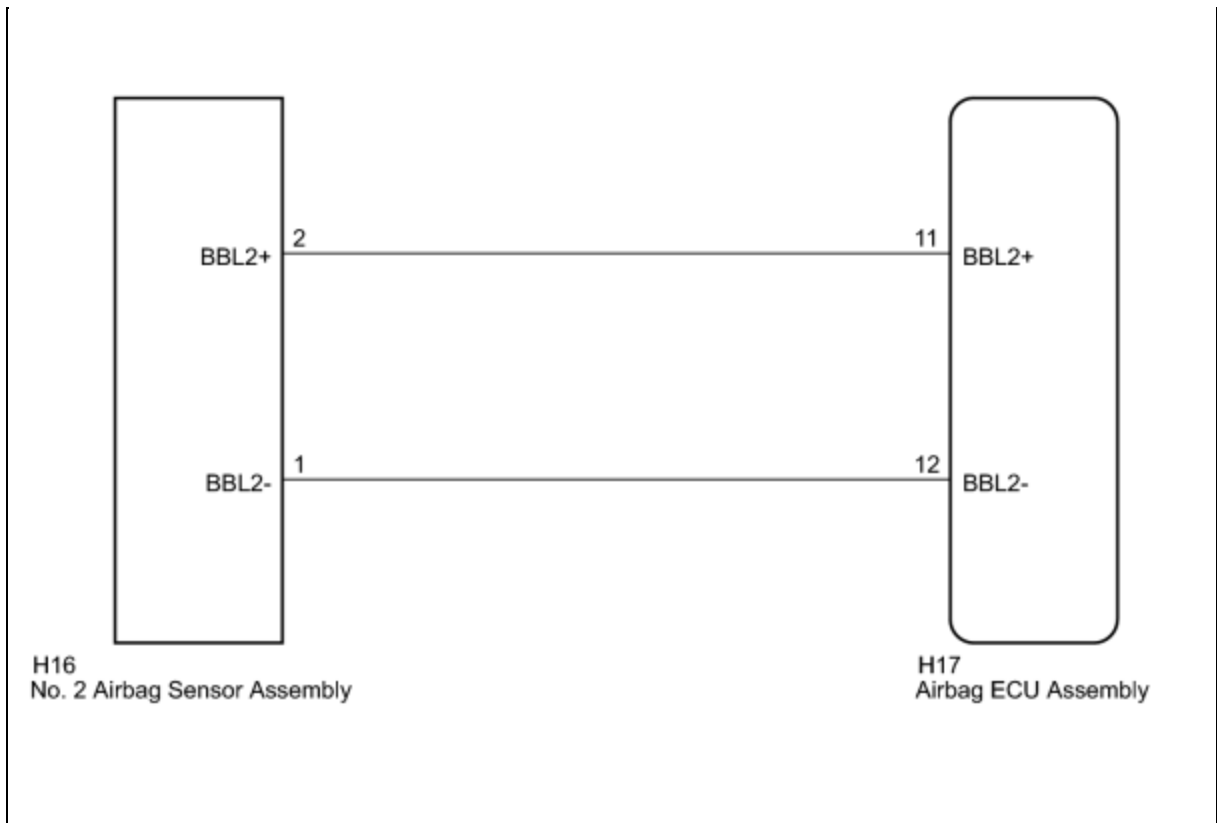 2
11
BBL2+
BBL2+
1
12
BBL2-
BBL2-
H16
No. 2 Airbag Sensor Assembly
H17
Airbag ECU Assembly